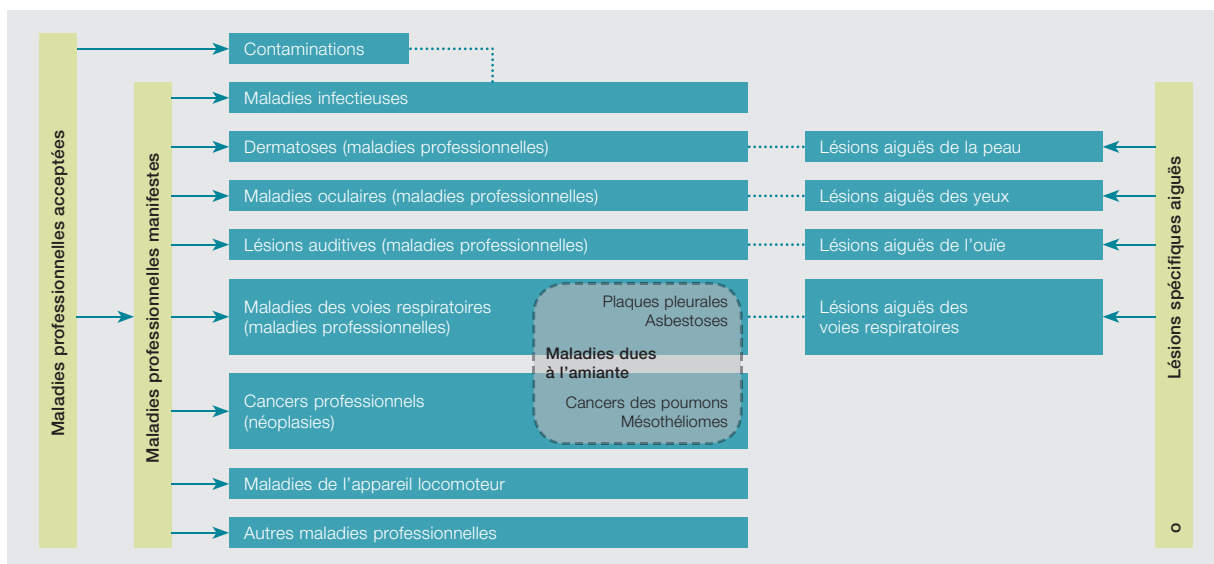 Maladies professionnelles acceptées
Maladies professionnelles manifestes
Contaminations
Maladies infectieuses
Dermatoses (maladies professionnelles)
Lésions aiguës de la peau
Maladies oculaires (maladies professionnelles)
Lésions aiguës des yeux
Lésions auditives (maladies professionnelles)
Lésions aiguës de l’ouïe
Maladies des voies respiratoires
(maladies professionnelles)
Plaques pleurales
Asbestoses
Lésions aiguës des
voies respiratoires
Maladies dues
à l’amiante
Cancers professionnels
(néoplasies)
Cancers des poumons
Mésothéliomes
Maladies de l’appareil locomoteur
Autres maladies professionnelles
Lésions spécifiques aiguës
o